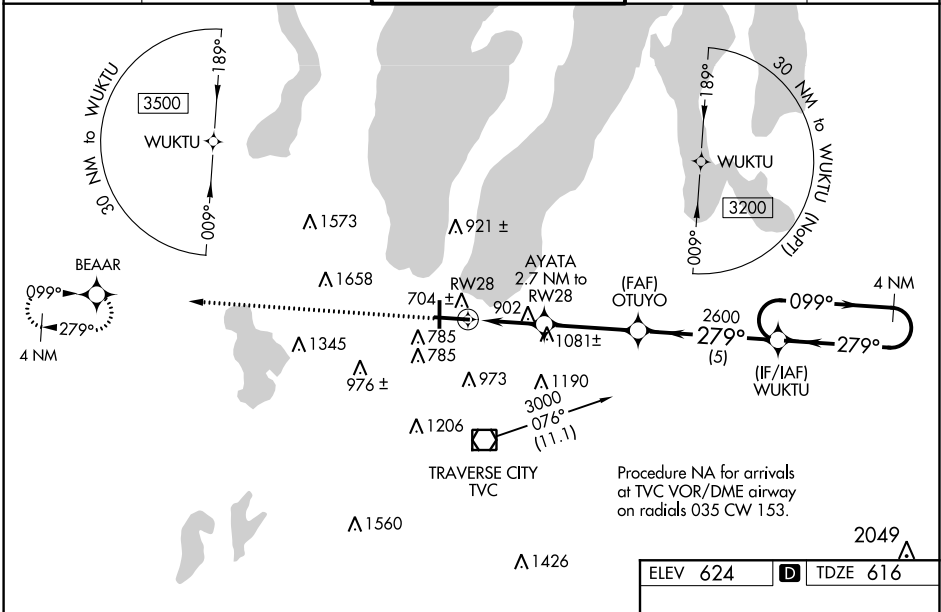 30 NM to WUKTU
189°
3500
WUKTU
009°
189°
30 NM to WUKTU (NoPT)
WUKTU
3200
009°
1573
921 ±
BEAAR
099°
279°
4 NM
1658
704 ±
RW28
AYATA
2.7 NM to
RW28
902
(FAF)
OTUYO
2600
279°
(5)
099°
4 NM
279°
(IF/IAF)
WUKTU
1345
785
785
1081±
976 ±
973
1190
1206
3000
076°
(11.1)
TRAVERSE CITY
TVC
Procedure NA for arrivals
at TVC VOR/DME airway
on radials 035 CW 153.
1560
1426
2049
ELEV 624 D TDZE 616